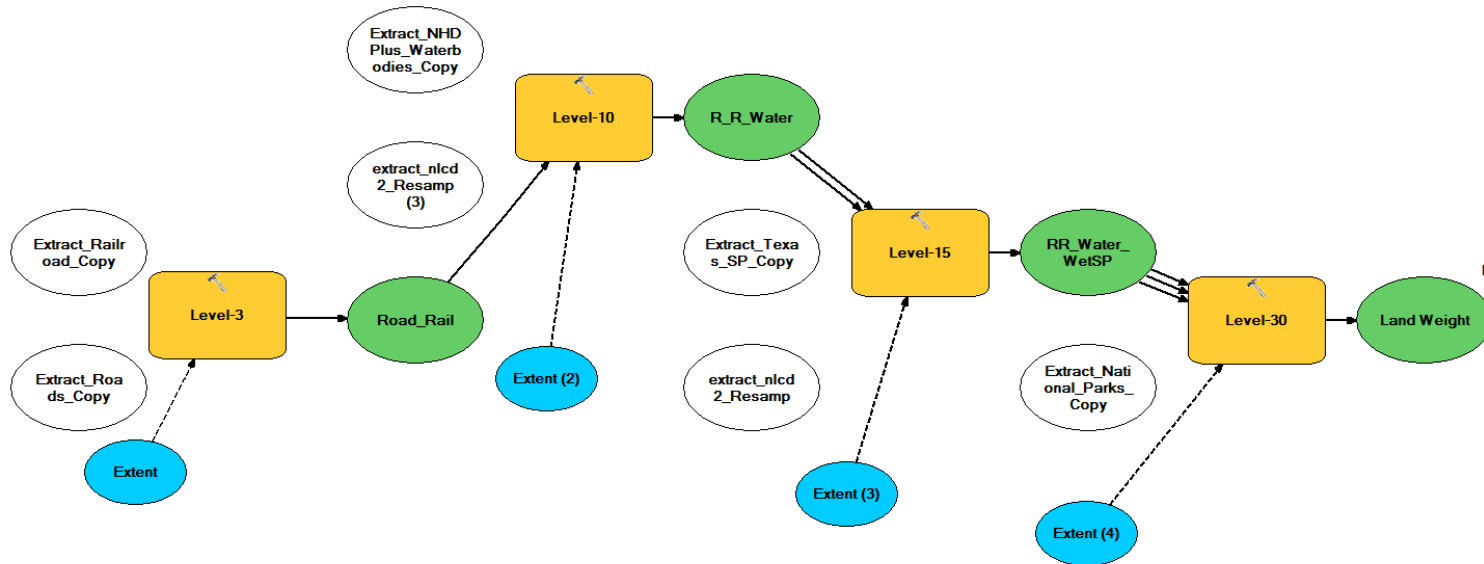 Extract_NHD
Plus_Waterb
odies_Copy
Level-10
R_R_Water
extract_nlcd
2_Resamp
(3)
Extract_Railr
oad_Copy
Extract_Texa
s_SP_Copy
Level-15
RR_Water_
WetSP
Level-3
Road_Rail
Level-30
Land Weight
Extract_Roa
ds_Copy
Extent (2)
extract_nlcd
2_Resamp
Extract_Nati
onal_Parks_
Copy
Extent
Extent (3)
Extent (4)